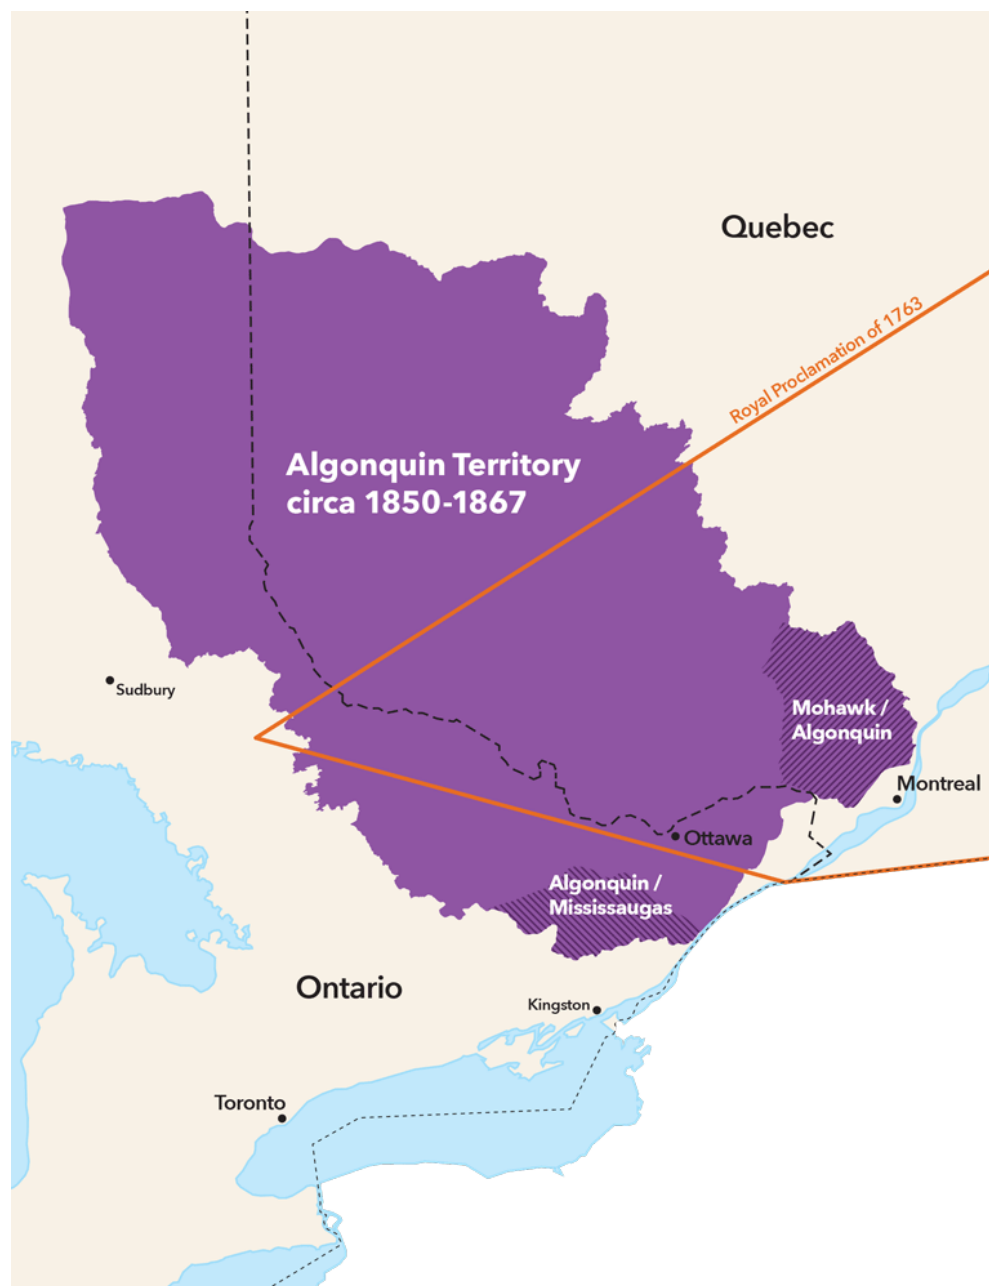 Quebec
Royal Proclamation of 1763
Algonquin Territory
circa 1850-1867
Sudbury
Mohawk /
Algonquin
Montreal
Ottawa
Algonquin /
Mississaugas
Ontario
Kingston
Toronto